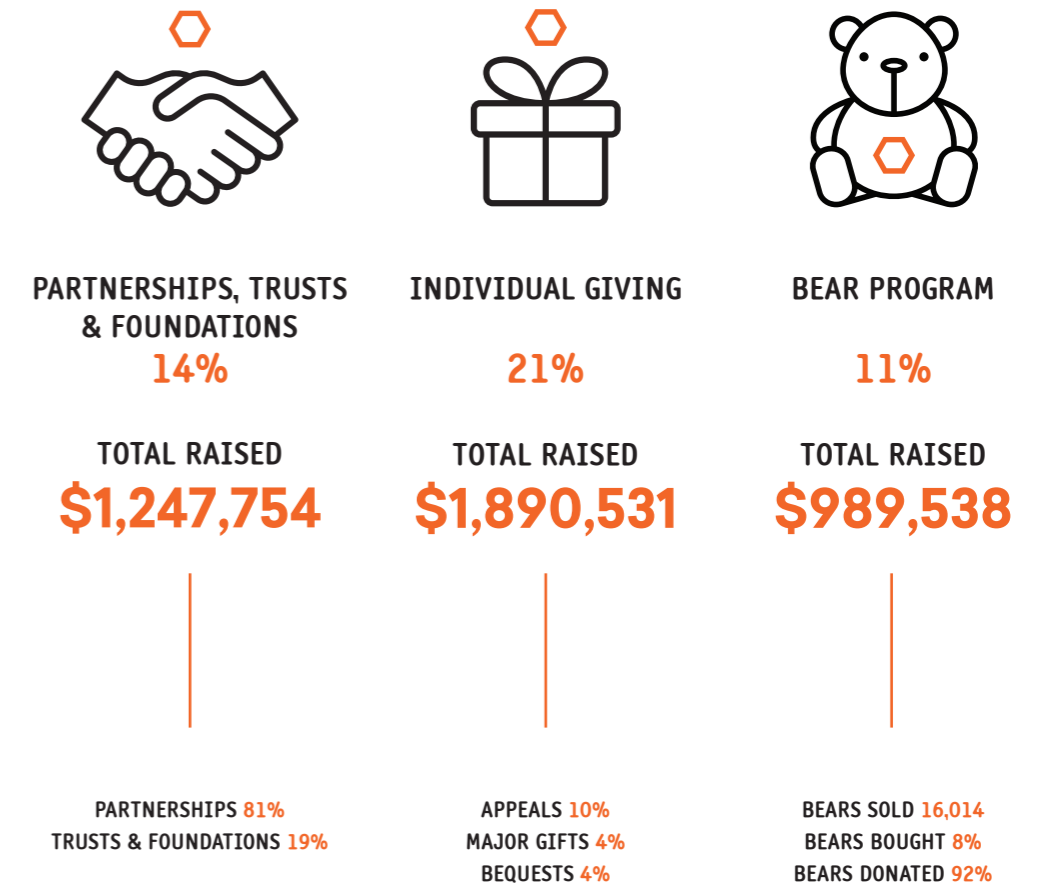 PARTNERSHIPS, TRUSTS
& FOUNDATIONS
14%
TOTAL RAISED
$1,247,754
PARTNERSHIPS 81%
TRUSTS & FOUNDATIONS 19%
INDIVIDUAL GIVING
21%
TOTAL RAISED
$1,890,531
APPEALS 10%
MAJOR GIFTS 4%
BEQUESTS 4%
BEAR PROGRAM
11%
TOTAL RAISED
$989,538
BEARS SOLD 16,014
BEARS BOUGHT 8%
BEARS DONATED 92%